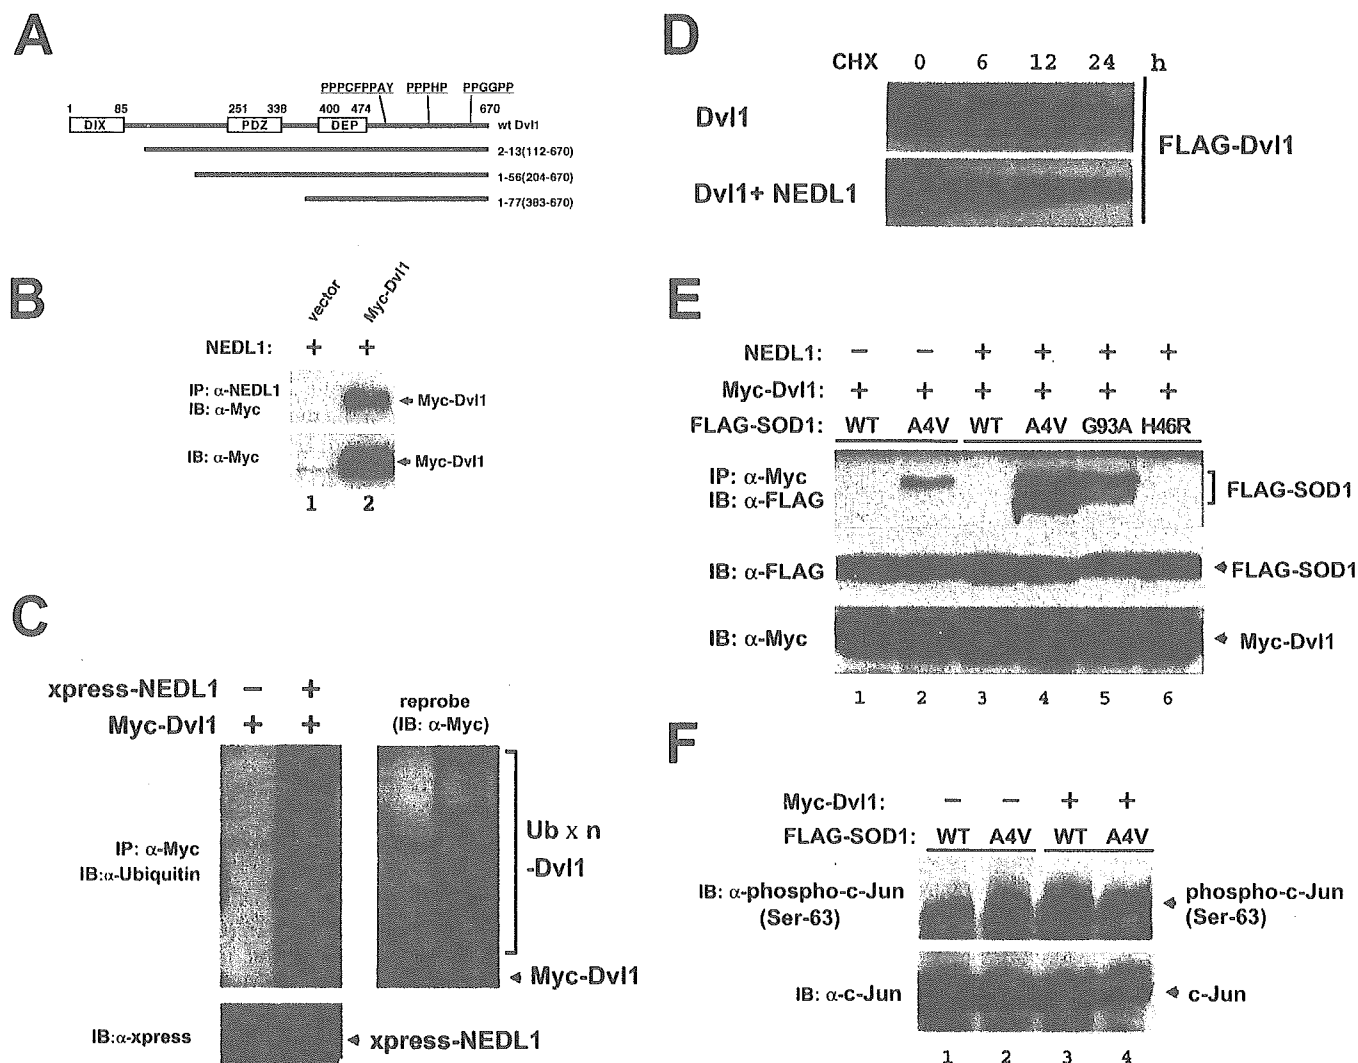 A
PPPCFPPAY PPPHP PPGGPP
1 85 251 338 400 474 670
DIX PDZ DEP wt Dvl1
2-13(112-670)
1-56(204-670)
1-77(383-670)
B
vector Myc-Dvl1
NEDL1: + +
IP: α-NEDL1
IB: α-Myc
Myc-Dvl1
IB: α-Myc Myc-Dvl1
1 2
C
xpress-NEDL1 − +
Myc-Dvl1 + +
reprobe
(IB: α-Myc)
IP: α-Myc
IB:α-Ubiquitin
Ub x n
-Dvl1
Myc-Dvl1
IB:α-xpress xpress-NEDL1
D
CHX 0 6 12 24 h
Dvl1
Dvl1+ NEDL1
FLAG-Dvl1
E
NEDL1: − − + + + +
Myc-Dvl1: + + + + + +
FLAG-SOD1: WT A4V WT A4V G93A H46R
IP: α-Myc
IB: α-FLAG
FLAG-SOD1
IB: α-FLAG FLAG-SOD1
IB: α-Myc Myc-Dvl1
1 2 3 4 5 6
F
Myc-Dvl1: − − + +
FLAG-SOD1: WT A4V WT A4V
IB: α-phospho-c-Jun
(Ser-63)
phospho-c-Jun
(Ser-63)
IB: α-c-Jun c-Jun
1 2 3 4